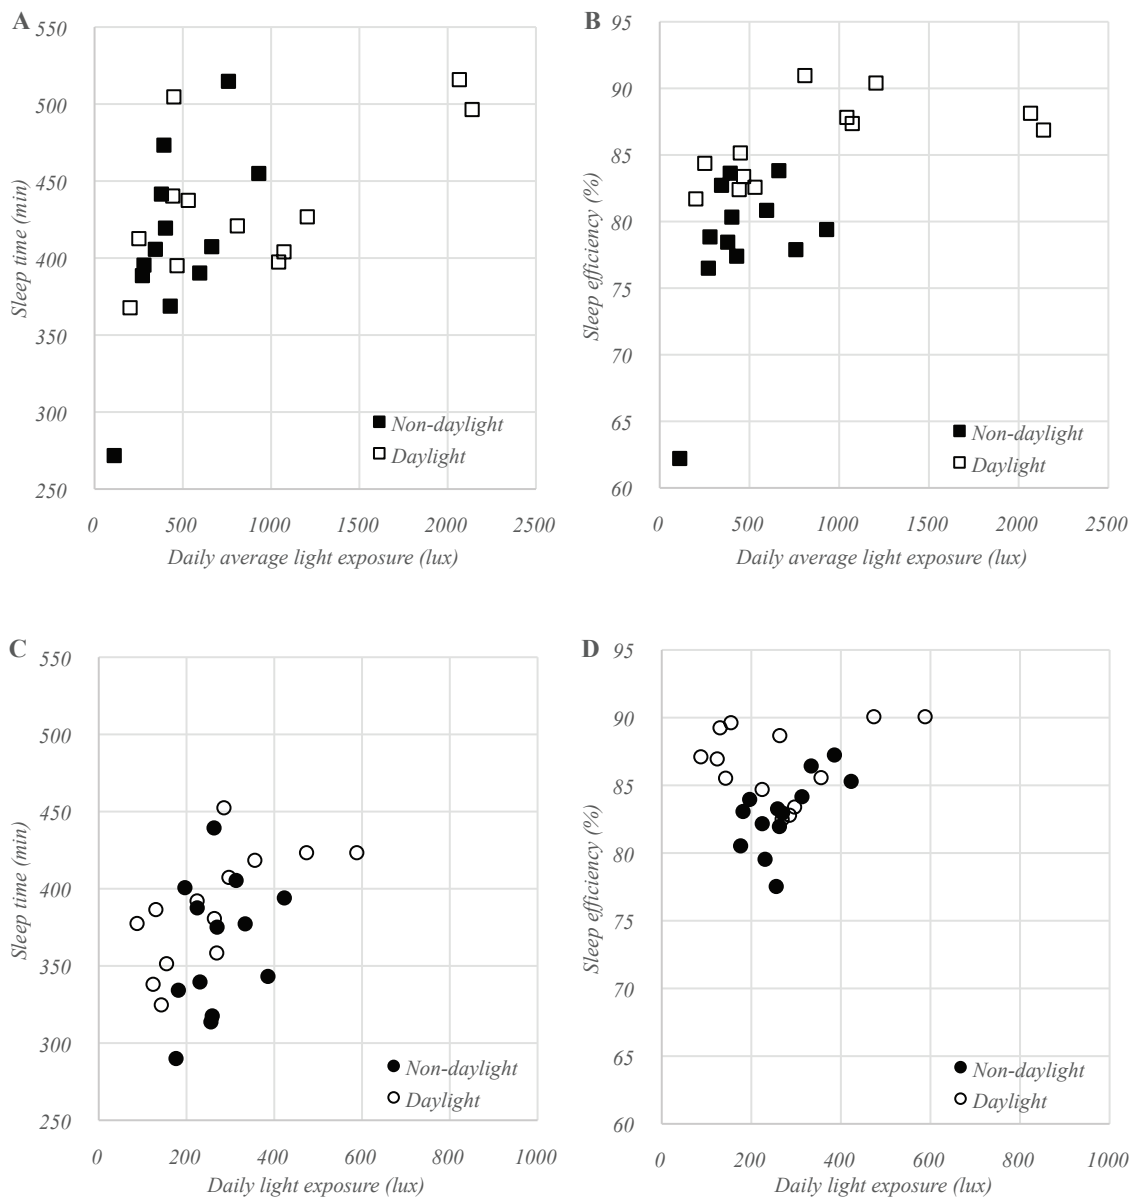 A
550
500
450
400
350
300
250
Sleep time (min)
Non-daylight
Daylight
0 500 1000 1500 2000 2500
Daily average light exposure (lux)
B
95
90
85
80
75
70
65
60
Sleep efficiency (%)
Non-daylight
Daylight
0 500 1000 1500 2000 2500
Daily average light exposure (lux)
C
550
500
450
400
350
300
250
Sleep time (min)
Non-daylight
Daylight
0 200 400 600 800 1000
Daily light exposure (lux)
D
95
90
85
80
75
70
65
60
Sleep efficiency (%)
Non-daylight
Daylight
0 200 400 600 800 1000
Daily light exposure (lux)